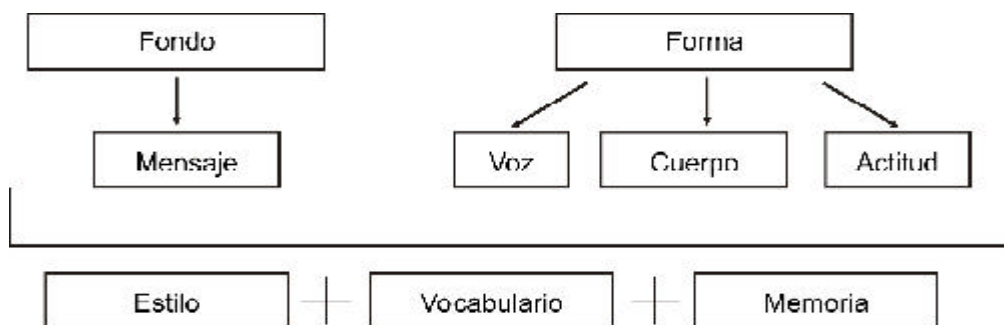 Fondo Forma
Mensaje Voz Cuerpo Actitud
Estilo + Vocabulario + Memoria